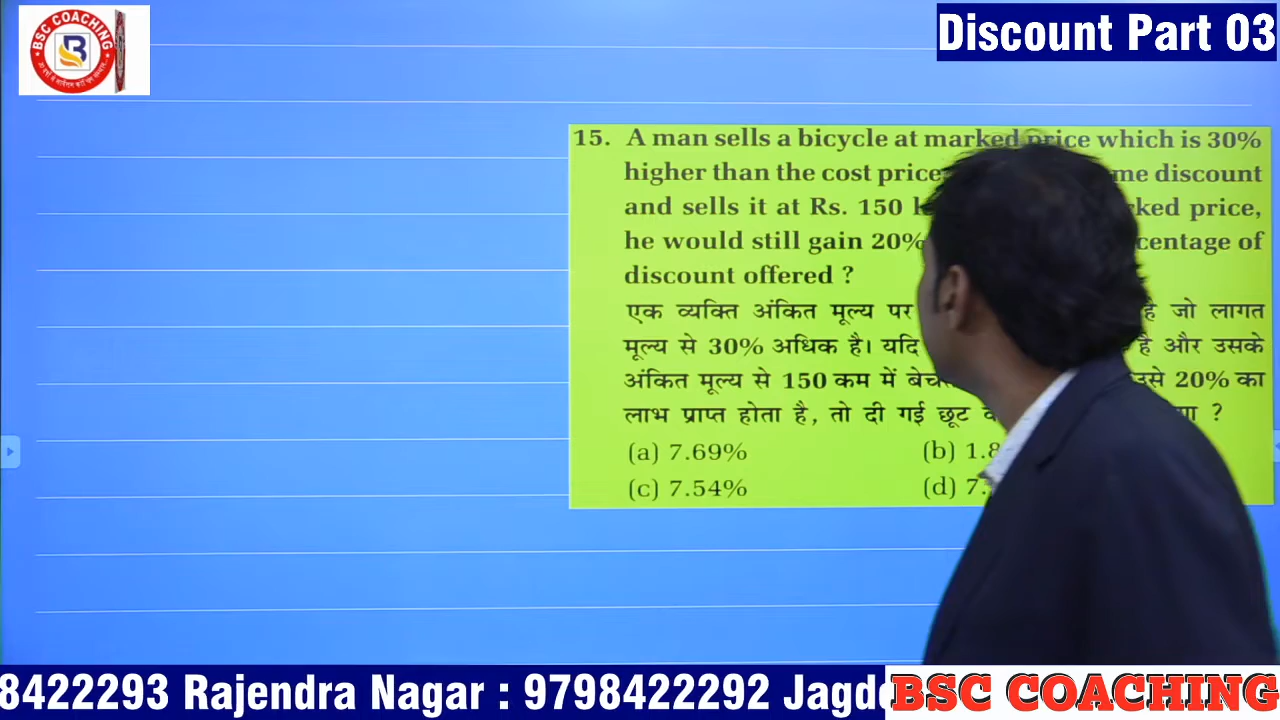 BSC COACHING
Discount Part 03
15. A man sells a bicycle at marked price which is 30%
higher than the cost price me discount
and sells it at Rs. 150 ked price,
he would still gain 20% centage of
discount offered ?
एक व्यक्ति अंकित मूल्य पर है जो लागत
मूल्य से 30% अधिक है। यदि है और उसके
अंकित मूल्य से 150 कम में उसे 20% का
लाभ प्राप्त होता है, तो दी गई छूट ?
(a) 7.69% (b) 1.8
(c) 7.54% (d) 7.
8422293 Rajendra Nagar : 9798422292 Jagde
BSC COACHING